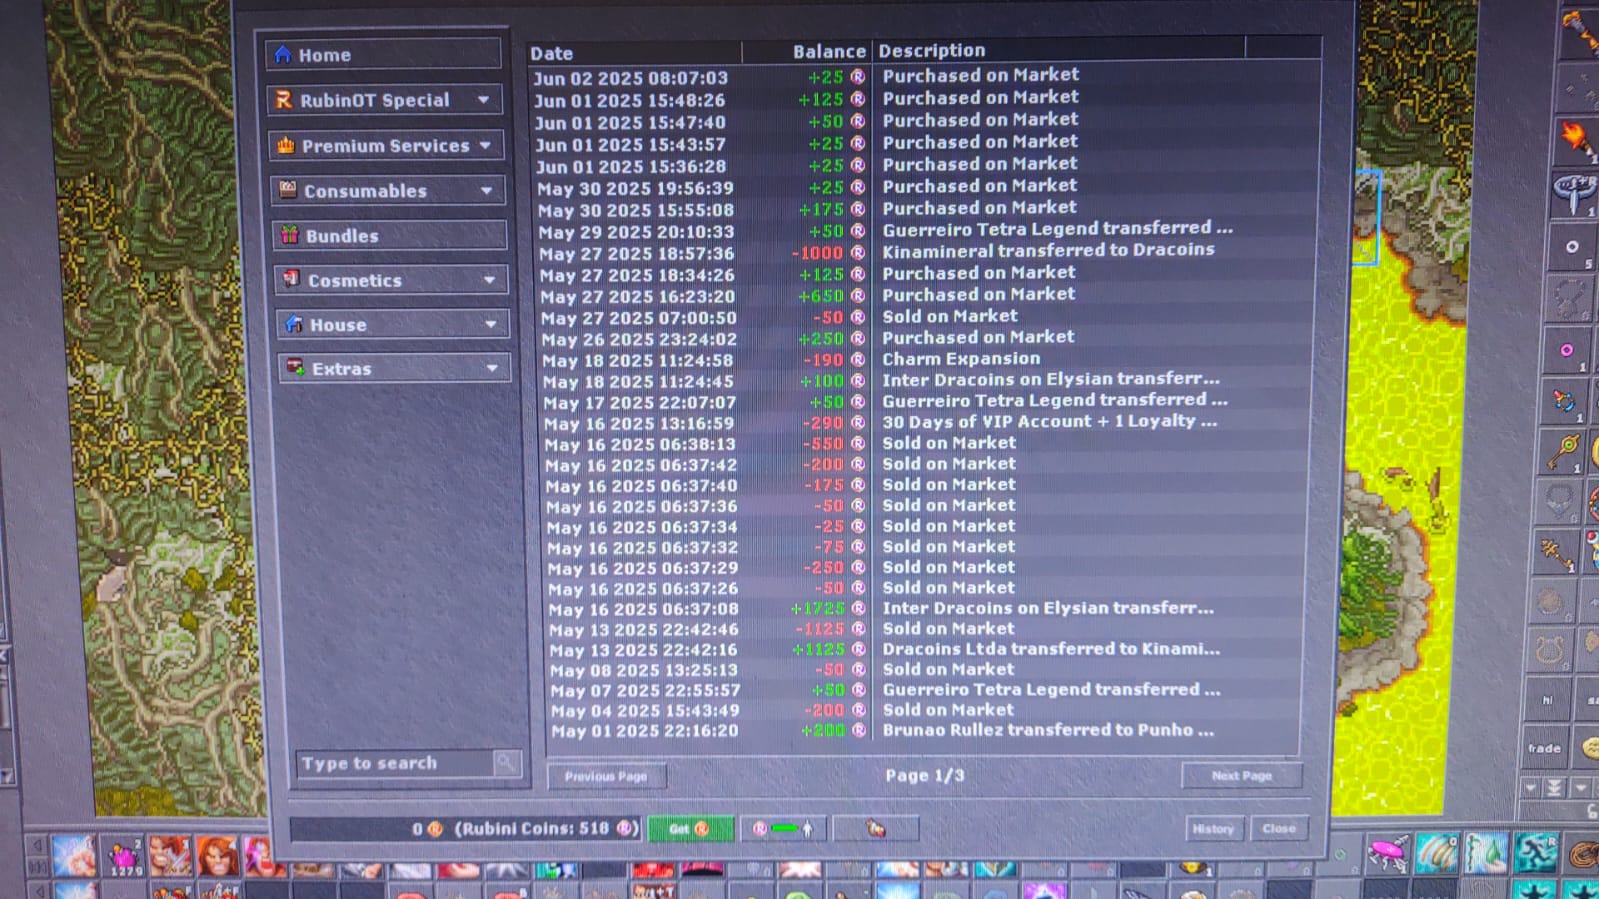 Home
RubinOT Special
Premium Services
Consumables
Bundles
Cosmetics
House
Extras
Type to search
Date Balance Description
Jun 02 2025 08:07:03 +25 Purchased on Market
Jun 01 2025 15:48:26 +125 Purchased on Market
Jun 01 2025 15:47:40 +50 Purchased on Market
Jun 01 2025 15:43:57 +25 Purchased on Market
Jun 01 2025 15:36:28 +25 Purchased on Market
May 30 2025 19:56:39 +25 Purchased on Market
May 30 2025 15:55:08 +175 Purchased on Market
May 29 2025 20:10:33 +50 Guerreiro Tetra Legend transferred ...
May 27 2025 18:57:36 -1000 Kinamineral transferred to Dracoins
May 27 2025 18:34:26 +125 Purchased on Market
May 27 2025 16:23:20 +650 Purchased on Market
May 27 2025 07:00:50 -50 Sold on Market
May 26 2025 23:24:02 +250 Purchased on Market
May 18 2025 11:24:58 -190 Charm Expansion
May 18 2025 11:24:45 +100 Inter Dracoins on Elysian transferr...
May 17 2025 22:07:07 +50 Guerreiro Tetra Legend transferred ...
May 16 2025 13:16:59 -290 30 Days of VIP Account + 1 Loyalty ...
May 16 2025 06:38:13 -550 Sold on Market
May 16 2025 06:37:42 -200 Sold on Market
May 16 2025 06:37:40 -175 Sold on Market
May 16 2025 06:37:36 -50 Sold on Market
May 16 2025 06:37:34 -25 Sold on Market
May 16 2025 06:37:32 -75 Sold on Market
May 16 2025 06:37:29 -250 Sold on Market
May 16 2025 06:37:26 -50 Sold on Market
May 16 2025 06:37:08 +1725 Inter Dracoins on Elysian transferr...
May 13 2025 22:42:46 -1125 Sold on Market
May 13 2025 22:42:16 +1125 Dracoins Ltda transferred to Kinami...
May 08 2025 13:25:13 -50 Sold on Market
May 07 2025 22:55:57 +50 Guerreiro Tetra Legend transferred ...
May 04 2025 15:43:49 -200 Sold on Market
May 01 2025 22:16:20 +200 Brunao Rullez transferred to Punho ...
Previous Page Page 1/3 Next Page
0 (Rubini Coins: 518 ) Get History Close
hi
trade
1279